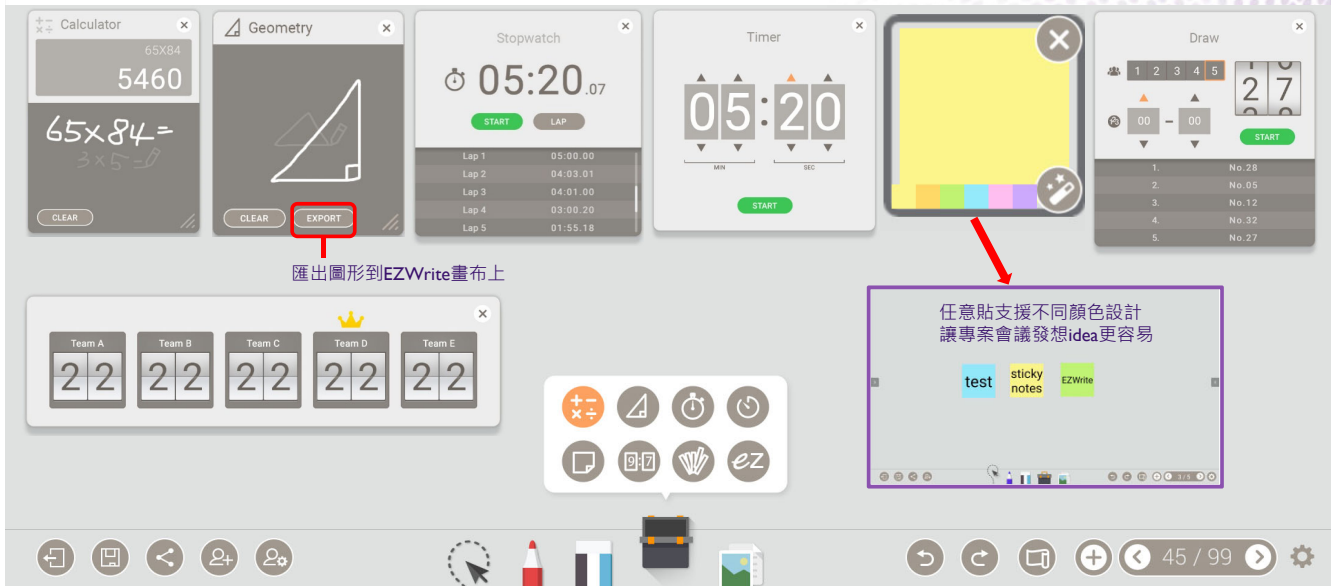 Calculator
65X84
5460
65×84=
3×5=
CLEAR
Geometry
CLEAR
EXPORT
匯出圖形到EZWrite畫布上
Stopwatch
05:20.07
START
LAP
Lap 1 05:00.00
Lap 2 04:03.01
Lap 3 04:01.00
Lap 4 03:00.20
Lap 5 01:55.18
Timer
05:20
MIN
SEC
START
Draw
1 2 3 4 5
27
00 - 00
START
1. No.28
2. No.05
3. No.12
4. No.32
5. No.27
Team A Team B Team C Team D Team E
22 22 22 22 22
任意貼支援不同顏色設計
讓專案會議發想idea更容易
test
sticky
notes
EZWrite
9:7
ez
45 / 99